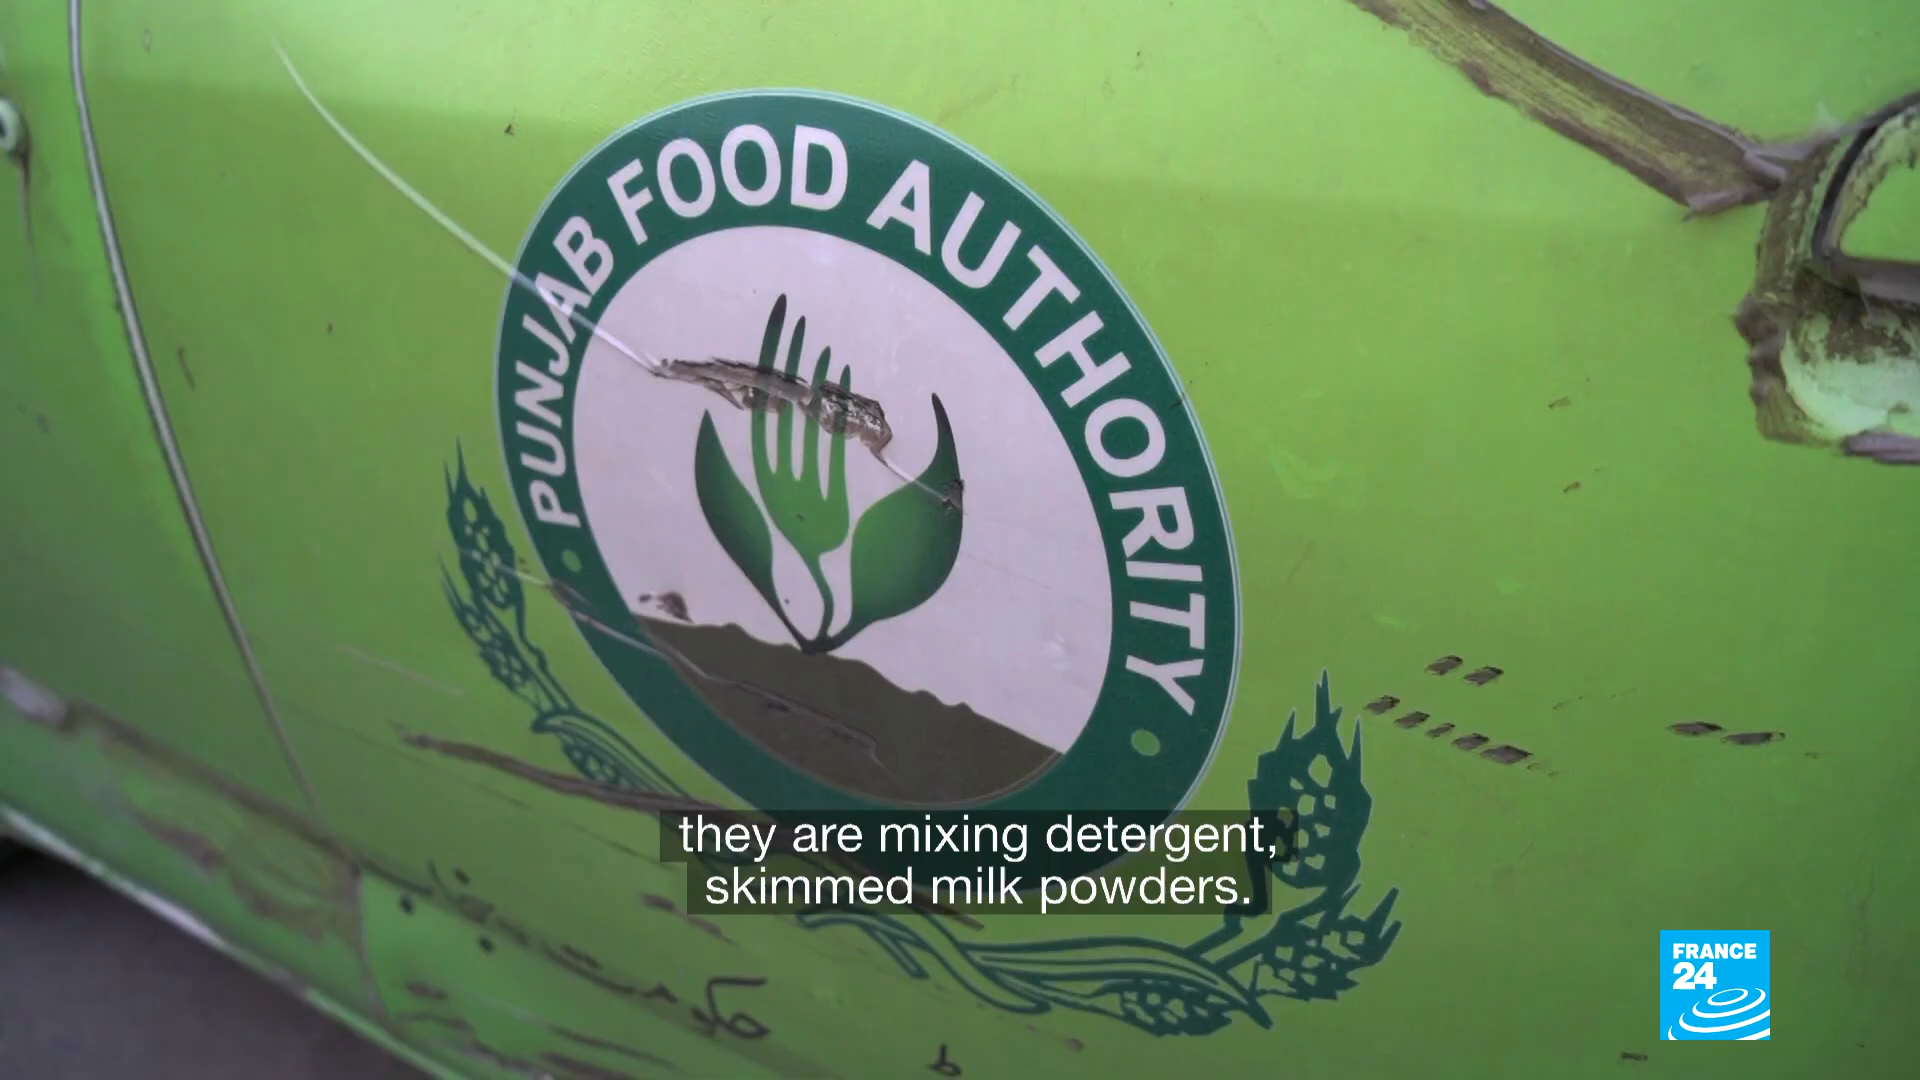 PUNJAB FOOD AUTHORITY
they are mixing detergent,
skimmed milk powders.
FRANCE
24